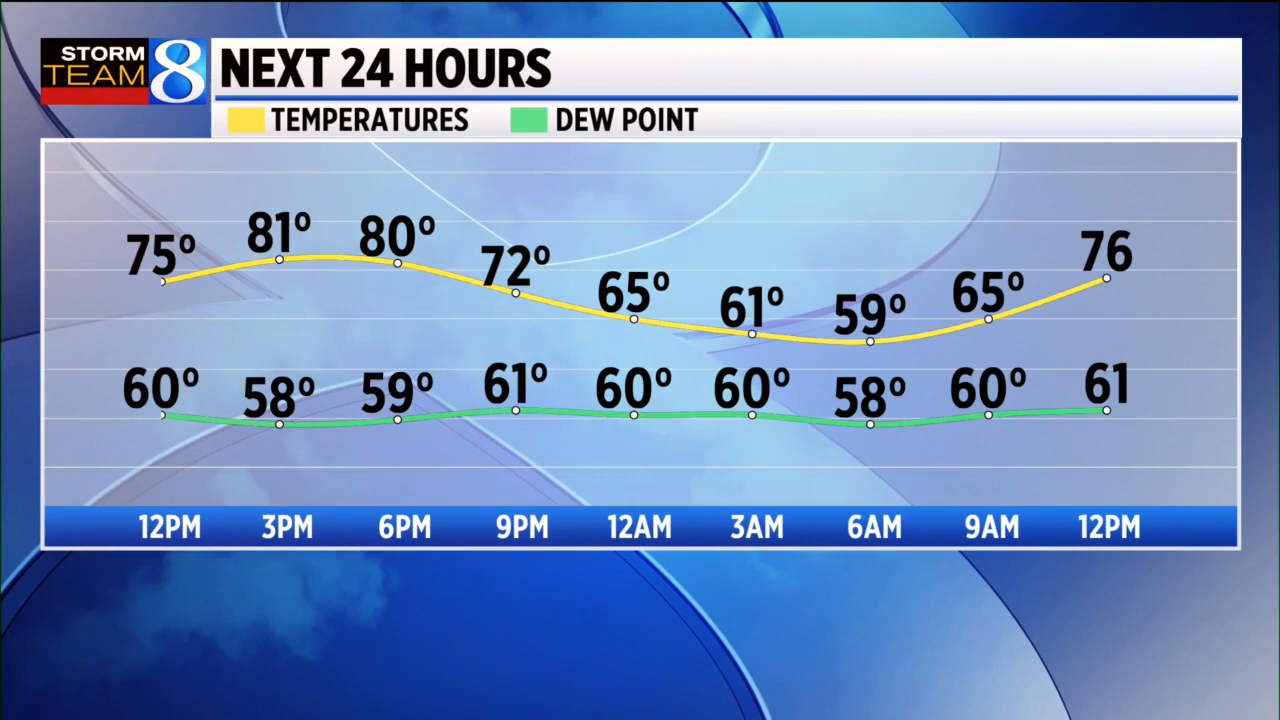 STORM
TEAM 8
NEXT 24 HOURS
TEMPERATURES DEW POINT
75° 81° 80° 72° 65° 61° 59° 65° 76
60° 58° 59° 61° 60° 60° 58° 60° 61
12PM 3PM 6PM 9PM 12AM 3AM 6AM 9AM 12PM